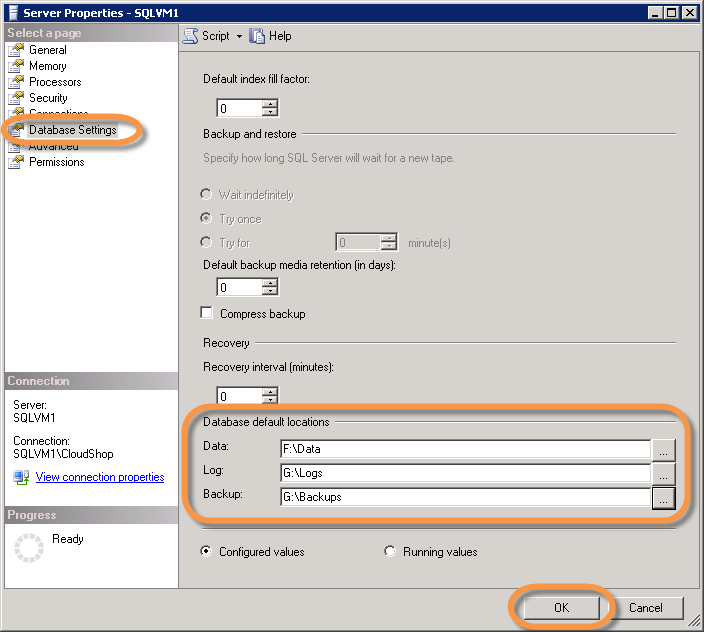 Server Properties - SQLVM1
Select a page
General
Memory
Processors
Security
Connections
Database Settings
Advanced
Permissions
Connection
Server:
SQLVM1
Connection:
SQLVM1\CloudShop
View connection properties
Progress
Ready
Script Help
Default index fill factor:
0
Backup and restore
Specify how long SQL Server will wait for a new tape.
Wait indefinitely
Try once
Try for 0 minute(s)
Default backup media retention (in days):
0
Compress backup
Recovery
Recovery interval (minutes):
0
Database default locations
Data: F:\Data ...
Log: G:\Logs ...
Backup: G:\Backups ...
Configured values Running values
OK Cancel